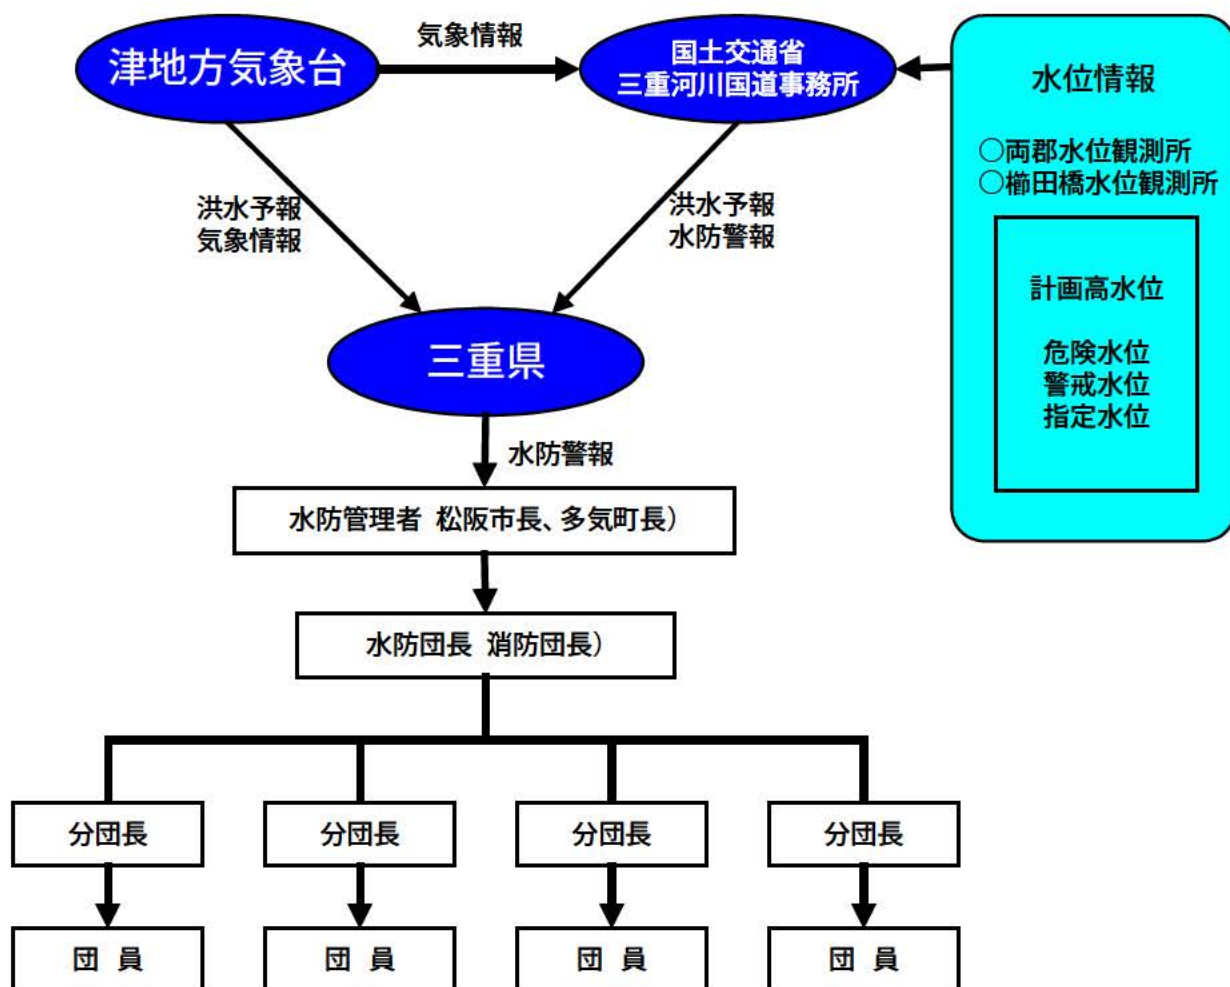 津地方気象台
気象情報
国土交通省
三重河川国道事務所
水位情報
○両郡水位観測所
○櫛田橋水位観測所
計画高水位
危険水位
警戒水位
指定水位
洪水予報
気象情報
洪水予報
水防警報
三重県
水防警報
水防管理者 松阪市長、多気町長）
水防団長 消防団長）
分団長
分団長
分団長
分団長
団 員
団 員
団 員
団 員